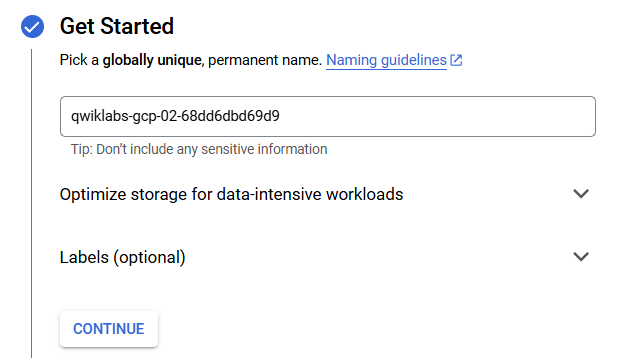 Get Started
Pick a globally unique, permanent name. Naming guidelines
qwiklabs-gcp-02-68dd6dbd69d9
Tip: Don't include any sensitive information
Optimize storage for data-intensive workloads
Labels (optional)
CONTINUE